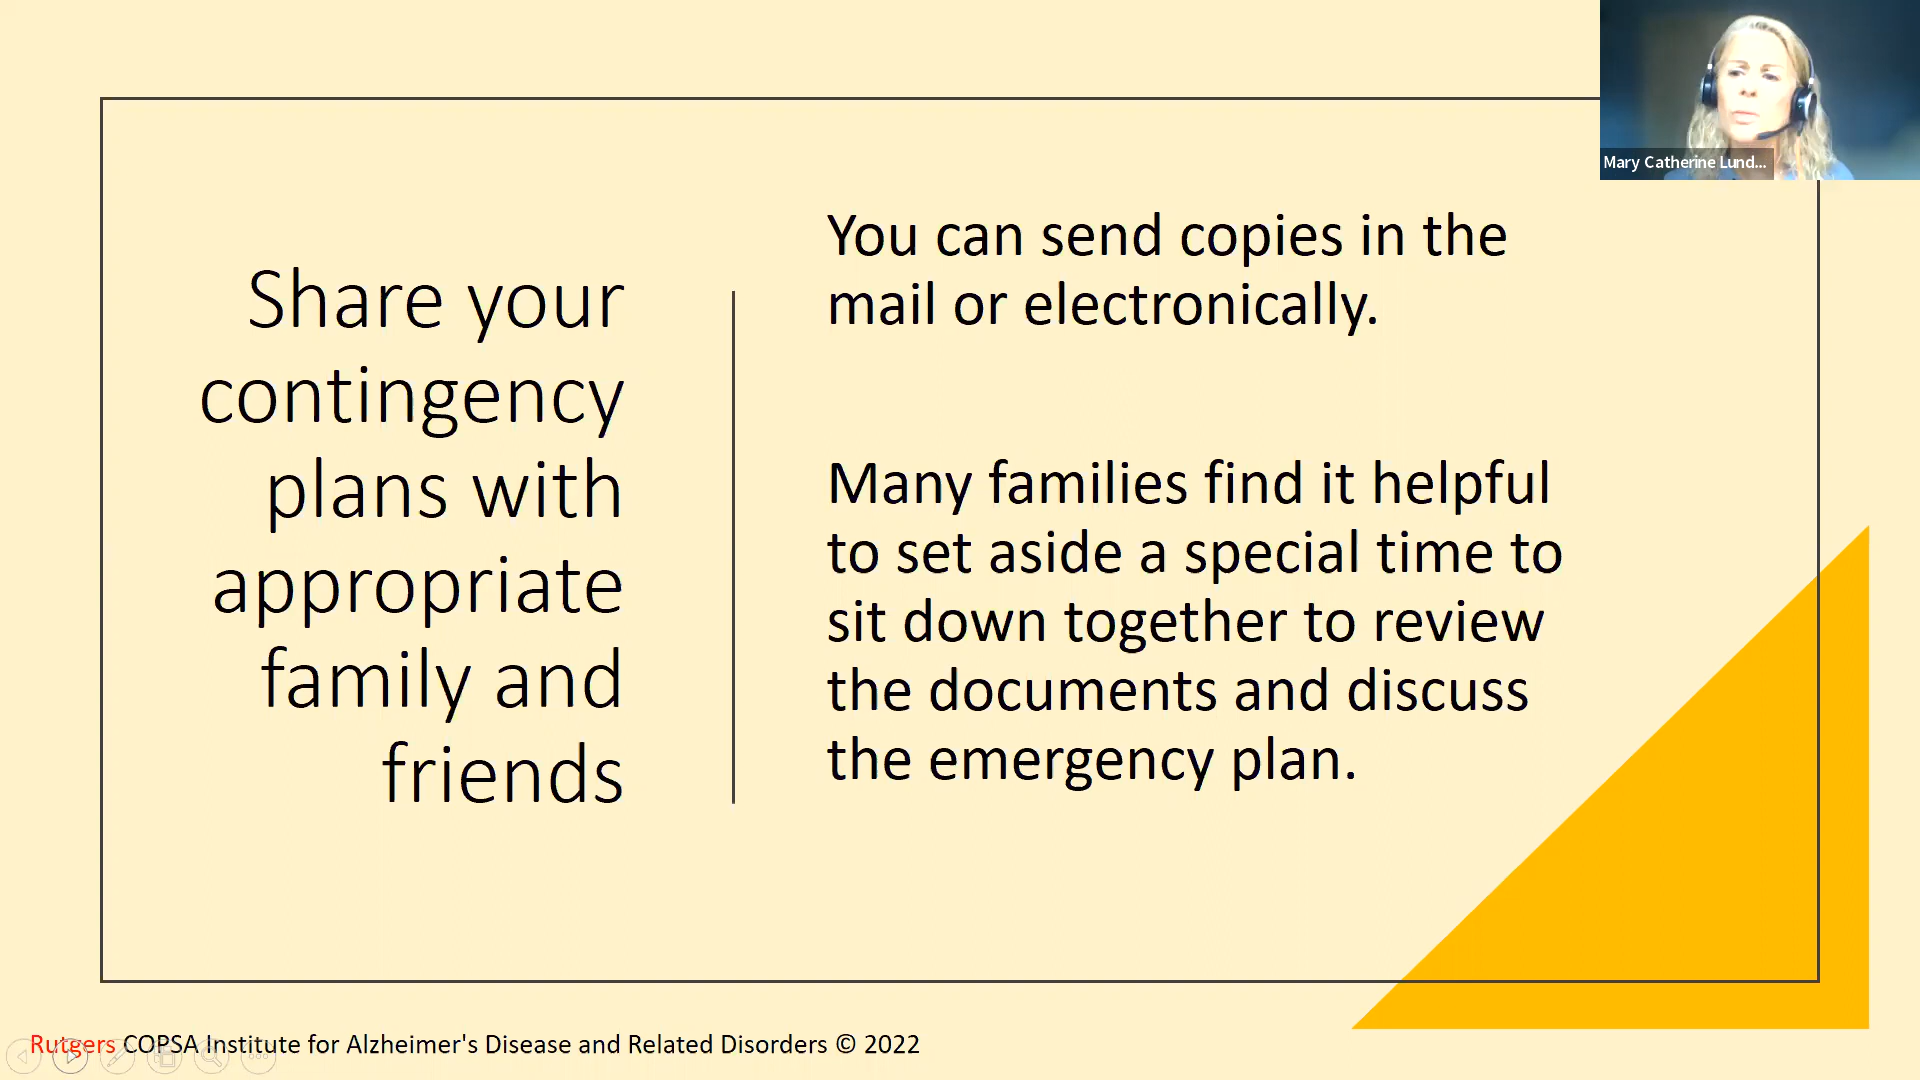 Mary Catherine Lund...
Share your
contingency
plans with
appropriate
family and
friends
You can send copies in the
mail or electronically.
Many families find it helpful
to set aside a special time to
sit down together to review
the documents and discuss
the emergency plan.
Rutgers COPSA Institute for Alzheimer's Disease and Related Disorders © 2022